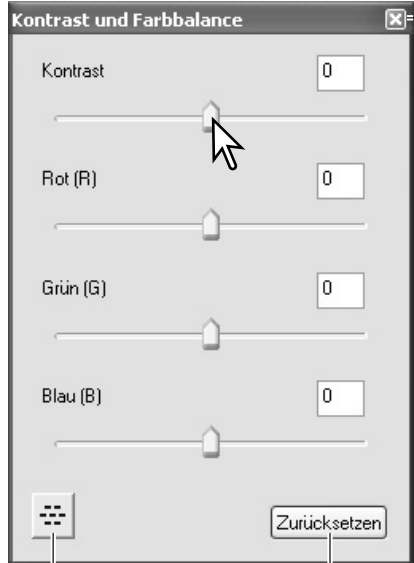 Kontrast und Farbbalance
Kontrast 0
Rot (R) 0
Grün (G) 0
Blau (B) 0
Zurücksetzen